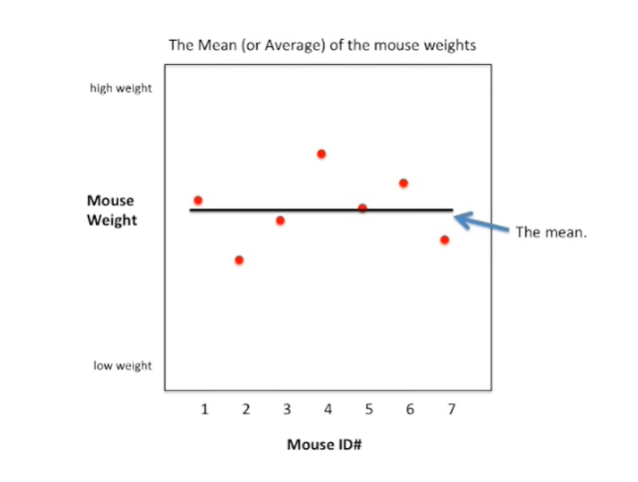 The Mean (or Average) of the mouse weights
high weight
Mouse
Weight
The mean.
low weight
1 2 3 4 5 6 7
Mouse ID#